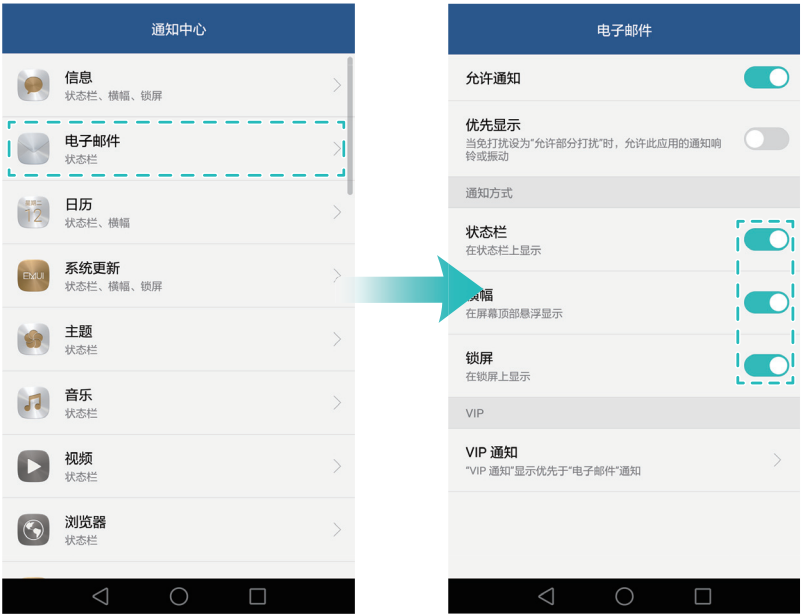 通知中心
信息
状态栏、横幅、锁屏
电子邮件
状态栏
星期二
12
日历
状态栏、横幅
EMUI
系统更新
状态栏、横幅、锁屏
主题
状态栏
音乐
状态栏
视频
状态栏
浏览器
状态栏
电子邮件
允许通知
优先显示
当免打扰设为“允许部分打扰”时，允许此应用的通知响
铃或振动
通知方式
状态栏
在状态栏上显示
横幅
在屏幕顶部悬浮显示
锁屏
在锁屏上显示
VIP
VIP 通知
“VIP 通知”显示优先于“电子邮件”通知